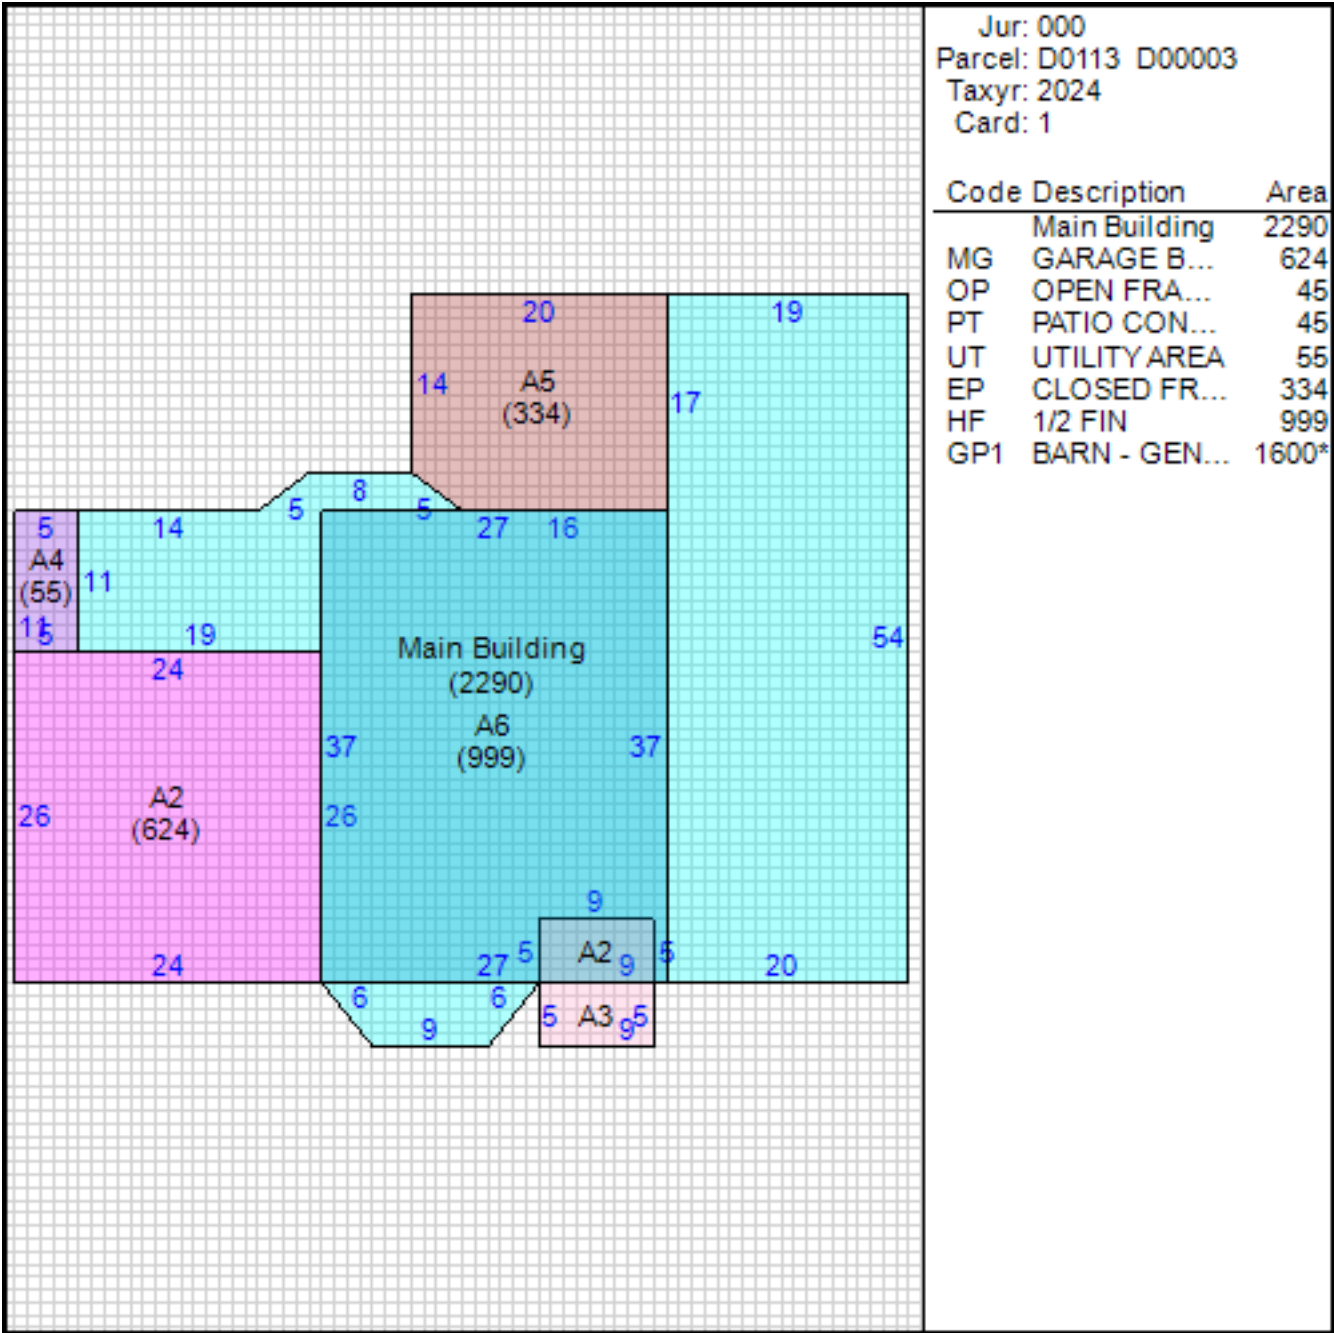 Jur: 000
Parcel: D0113 D00003
Taxyr: 2024
Card: 1
Code Description Area
Main Building 2290
MG GARAGE B... 624
OP OPEN FRA... 45
PT PATIO CON... 45
UT UTILITY AREA 55
EP CLOSED FR... 334
HF 1/2 FIN 999
GP1 BARN - GEN... 1600*
20 19
14 A5 17
(334)
8
5 5
5 14 27 16
A4 11
(55)
11 5 19 54
24
Main Building
(2290)
A6
(999)
37 37
A2
(624)
26 26
9
5 A2 9 5
24 27 20
6 6
9 5 A3 9 5